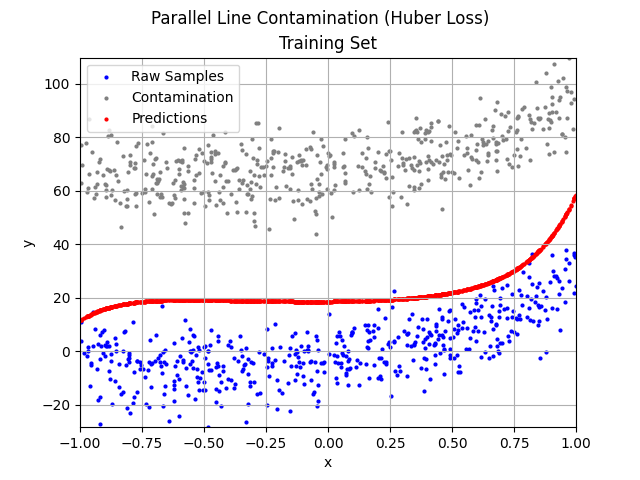 Parallel Line Contamination (Huber Loss)
Training Set
Raw Samples
Contamination
Predictions
y
100
80
60
40
20
0
−20
−1.00 −0.75 −0.50 −0.25 0.00 0.25 0.50 0.75 1.00
x